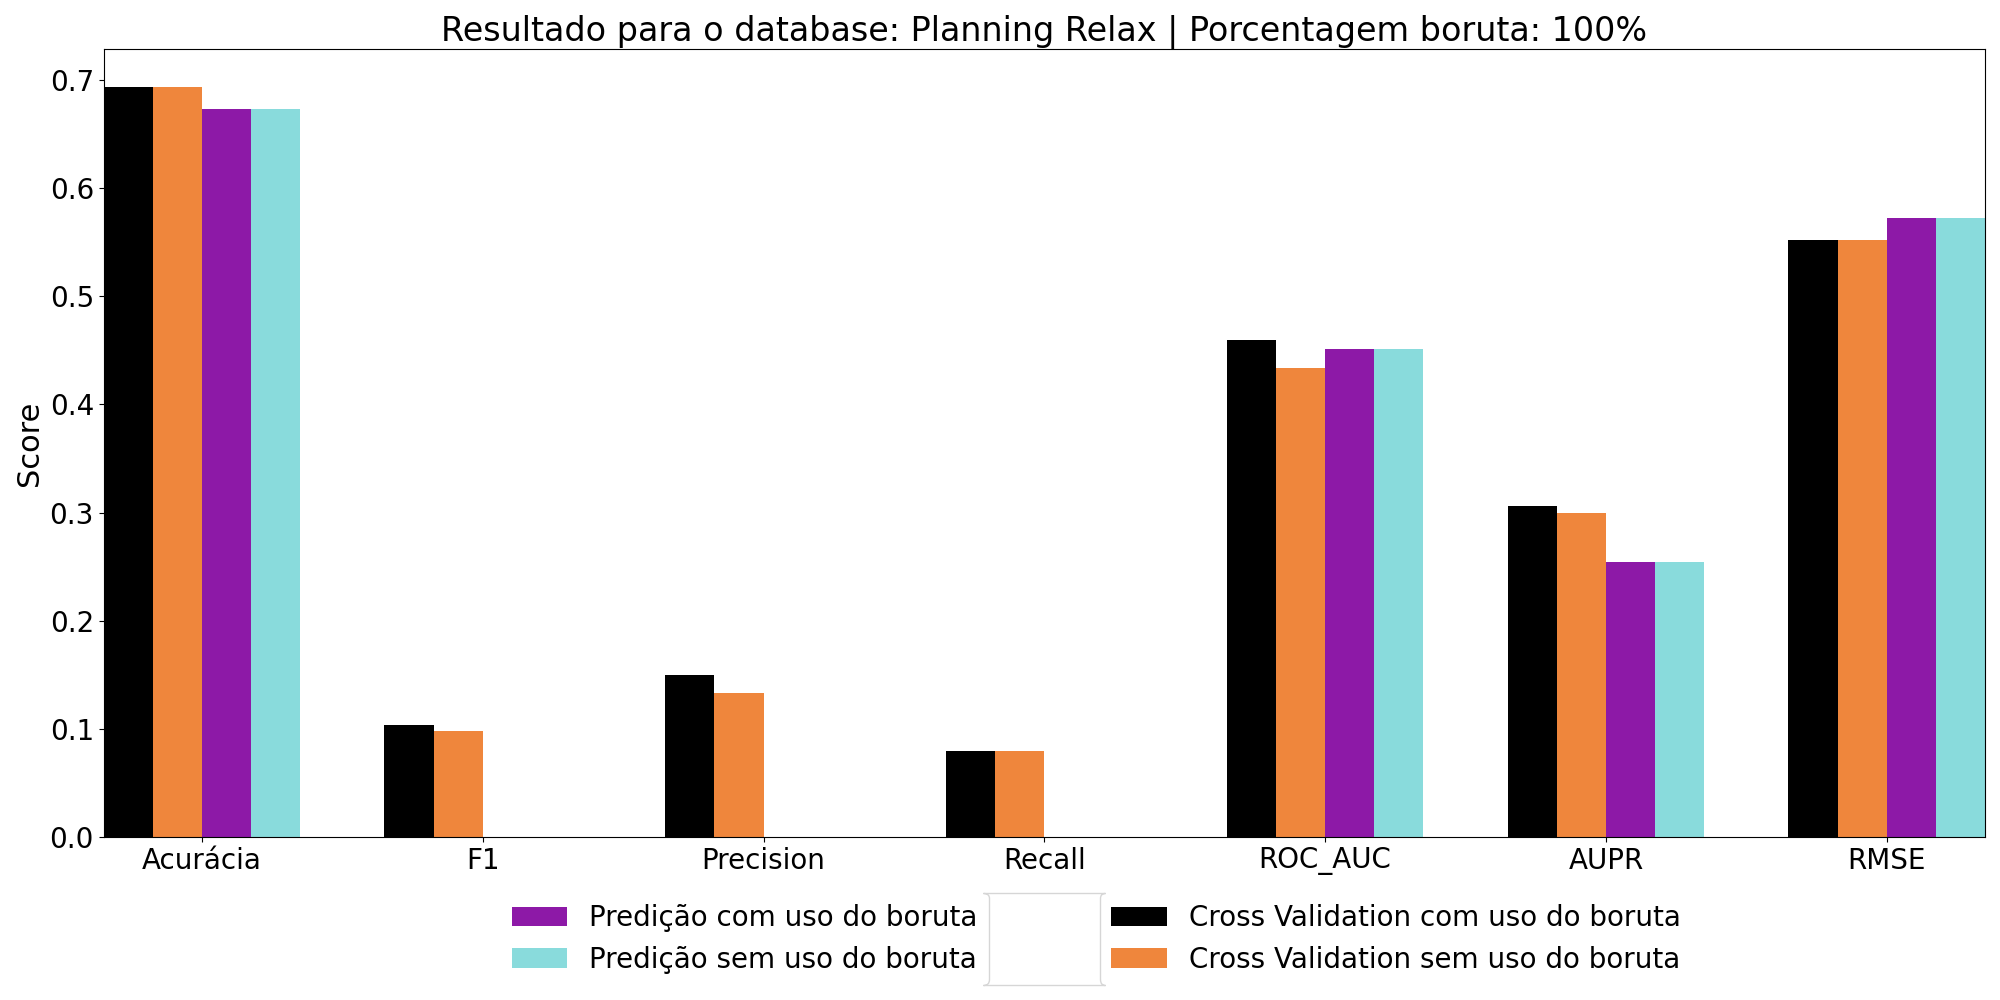 Resultado para o database: Planning Relax | Porcentagem boruta: 100%
Score
0.7
0.6
0.5
0.4
0.3
0.2
0.1
0.0
Acurácia F1 Precision Recall ROC_AUC AUPR RMSE
Predição com uso do boruta
Predição sem uso do boruta
Cross Validation com uso do boruta
Cross Validation sem uso do boruta